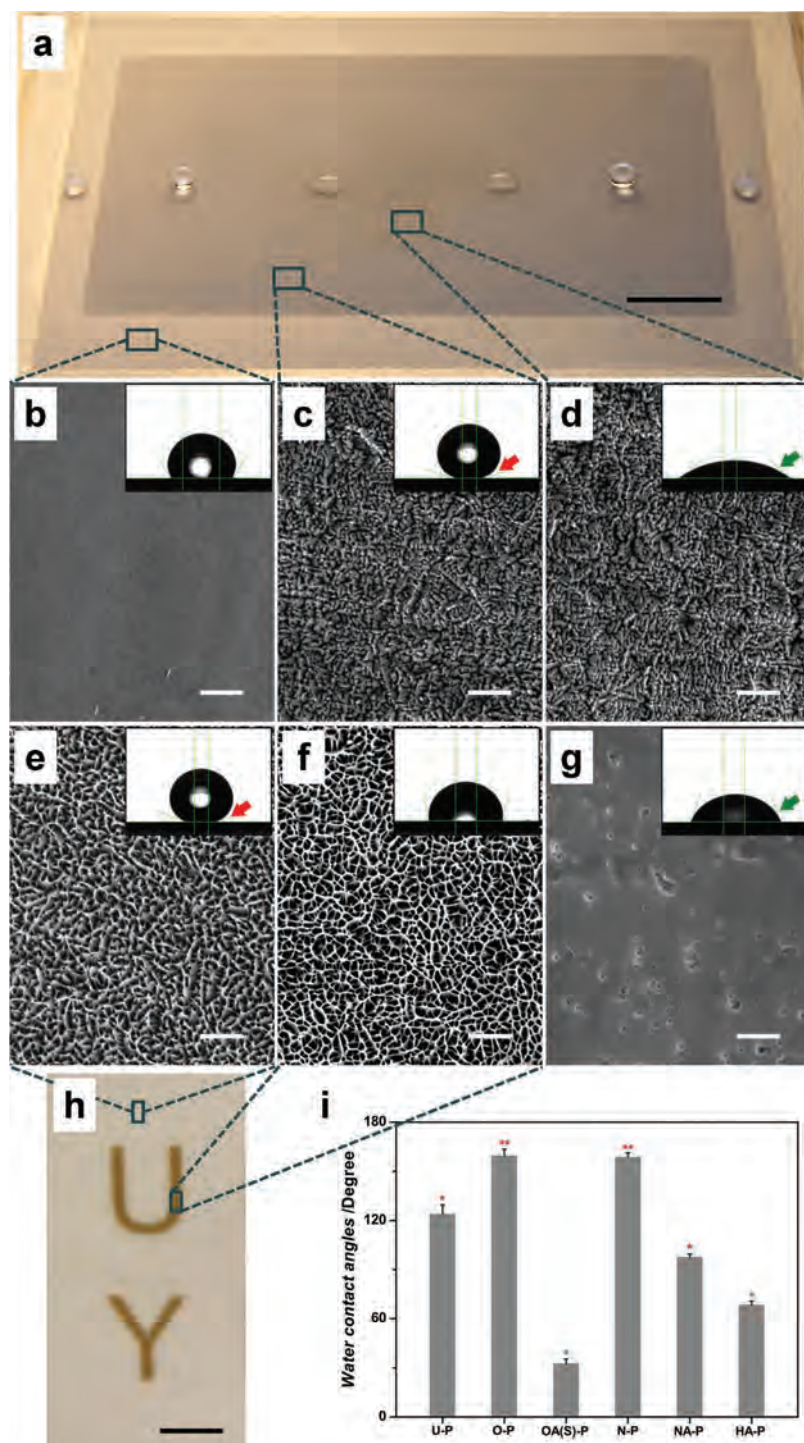 a
b
c
d
e
f
g
h
U
Y
i
Water contact angles /Degree
180
120
60
0
*
**
*
**
*
*
U-P
O-P
OA(S)-P
N-P
NA-P
HA-P